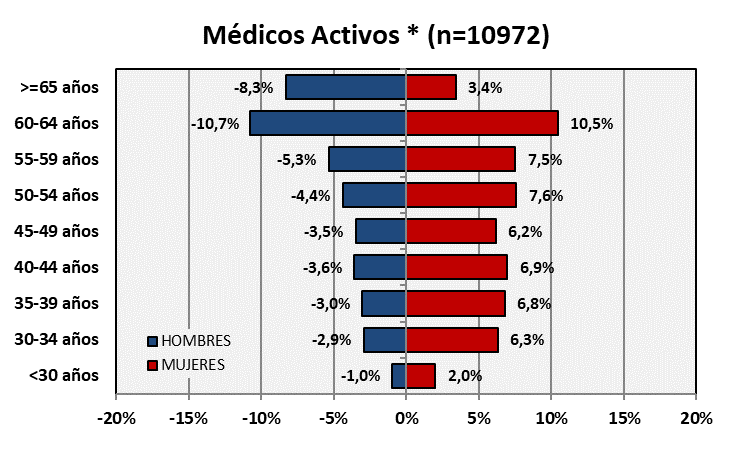 Médicos Activos * (n=10972)
>=65 años -8,3% 3,4%
60-64 años -10,7% 10,5%
55-59 años -5,3% 7,5%
50-54 años -4,4% 7,6%
45-49 años -3,5% 6,2%
40-44 años -3,6% 6,9%
35-39 años -3,0% 6,8%
30-34 años -2,9% 6,3%
<30 años -1,0% 2,0%
HOMBRES
MUJERES
-20% -15% -10% -5% 0% 5% 10% 15% 20%